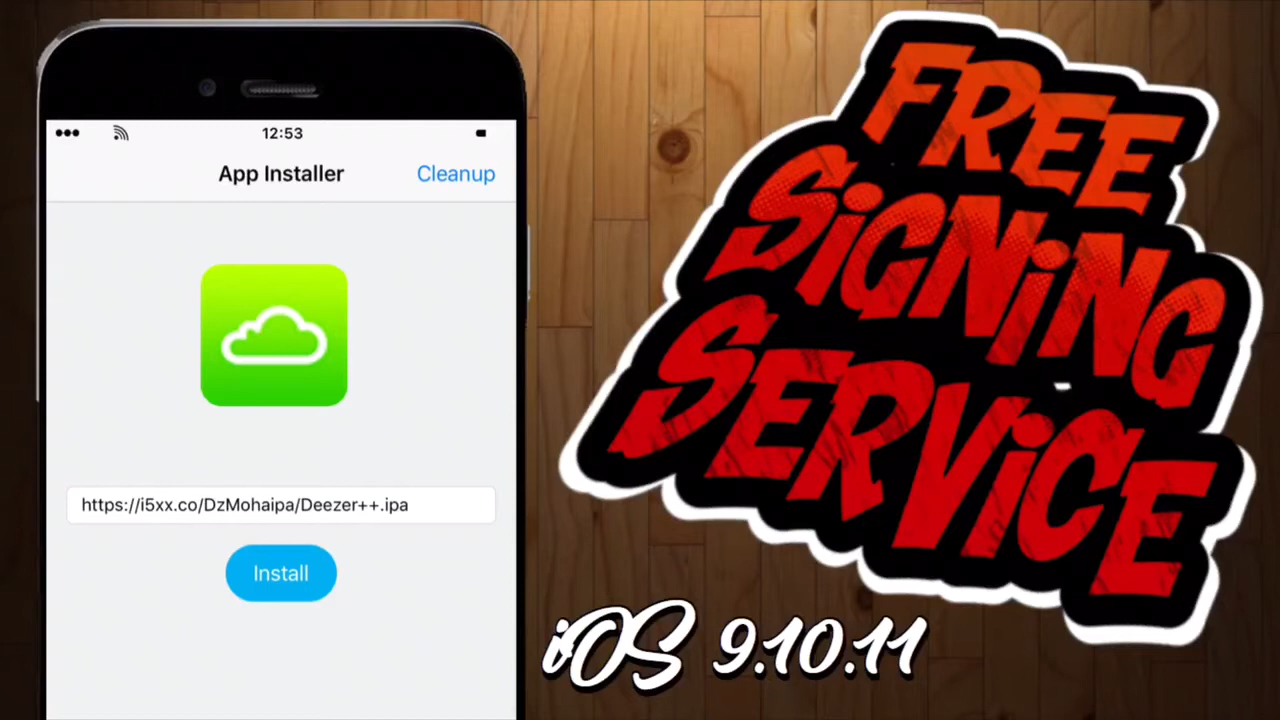 12:53
App Installer
Cleanup
https://i5xx.co/DzMohaipa/Deezer++.ipa
Install
FREE
SiGNiNG
SERViCE
iOS 9.10.11